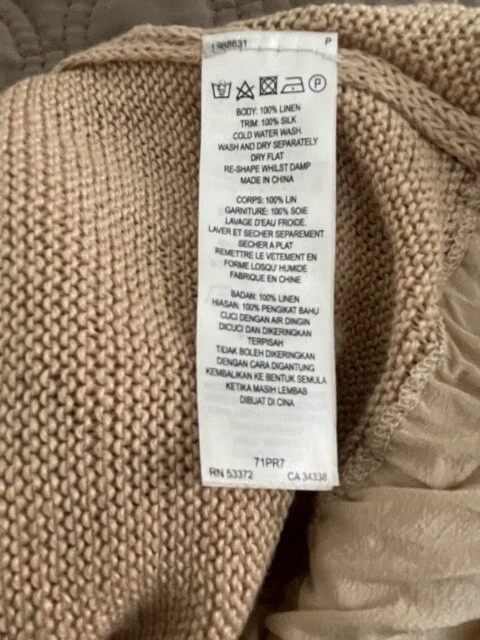 1968631 P
P
BODY: 100% LINEN
TRIM: 100% SILK
COLD WATER WASH.
WASH AND DRY SEPARATELY
DRY FLAT
RE-SHAPE WHILST DAMP
MADE IN CHINA
CORPS: 100% LIN
GARNITURE: 100% SOIE
LAVAGE D'EAU FROIDE.
LAVER ET SECHER SEPAREMENT
SECHER A PLAT
REMETTRE LE VETEMENT EN
FORME LOSQU' HUMIDE
FABRIQUE EN CHINE
BADAN: 100% LINEN
HIASAN: 100% PENGIKAT BAHU
CUCI DENGAN AIR DINGIN
DICUCI DAN DIKERINGKAN
TERPISAH
TIDAK BOLEH DIKERINGKAN
DENGAN CARA DIGANTUNG
KEMBALIKAN KE BENTUK SEMULA
KETIKA MASIH LEMBAB
DIBUAT DI CINA
71PR7
RN 53372 CA 34338